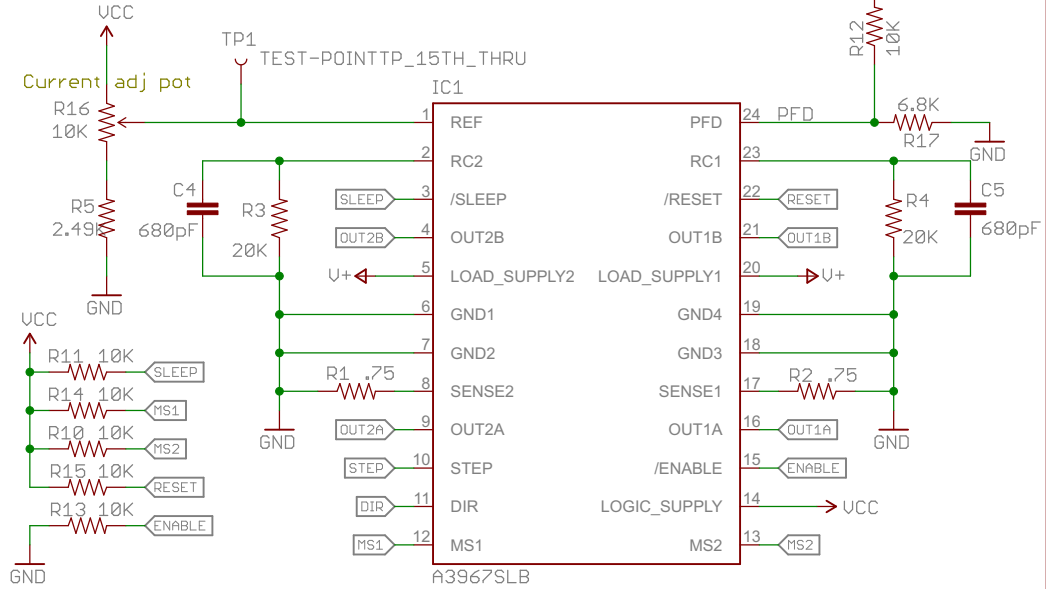 VCC
TP1
TEST-POINTTP_15TH_THRU
R12
10K
Current adj pot
IC1
R16
10K
1 REF
PFD 24 PFD
6.8K
R17
GND
2 RC2
RC1 23
C4
680pF
R3
20K
SLEEP 3 /SLEEP
/RESET 22 RESET
R4
20K
C5
680pF
R5
2.49K
OUT2B 4 OUT2B
OUT1B 21 OUT1B
V+ 5 LOAD_SUPPLY2
LOAD_SUPPLY1 20 V+
GND
6 GND1
GND4 19
VCC
7 GND2
GND3 18
R11 10K SLEEP
R1 .75 8 SENSE2
SENSE1 17 R2 .75
R14 10K MS1
GND
OUT2A 9 OUT2A
OUT1A 16 OUT1A
GND
R10 10K MS2
STEP 10 STEP
/ENABLE 15 ENABLE
R15 10K RESET
DIR 11 DIR
LOGIC_SUPPLY 14 VCC
R13 10K ENABLE
MS1 12 MS1
MS2 13 MS2
GND
A3967SLB